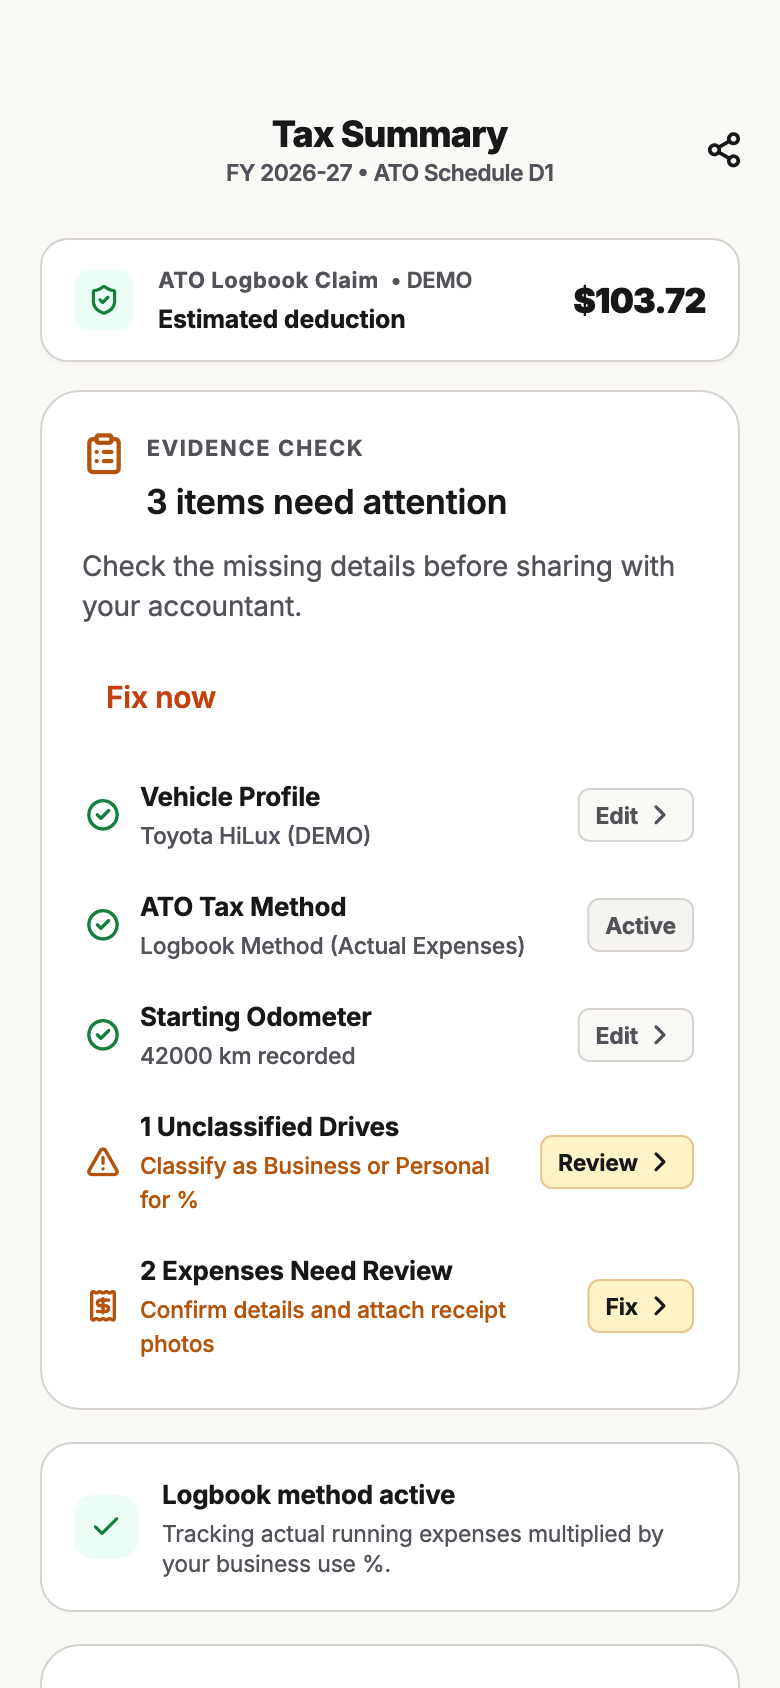 Tax Summary
FY 2026-27 • ATO Schedule D1
ATO Logbook Claim • DEMO
Estimated deduction
$103.72
EVIDENCE CHECK
3 items need attention
Check the missing details before sharing with
your accountant.
Fix now
Vehicle Profile
Toyota HiLux (DEMO)
Edit
ATO Tax Method
Logbook Method (Actual Expenses)
Active
Starting Odometer
42000 km recorded
Edit
1 Unclassified Drives
Classify as Business or Personal
for %
Review
2 Expenses Need Review
Confirm details and attach receipt
photos
Fix
Logbook method active
Tracking actual running expenses multiplied by
your business use %.